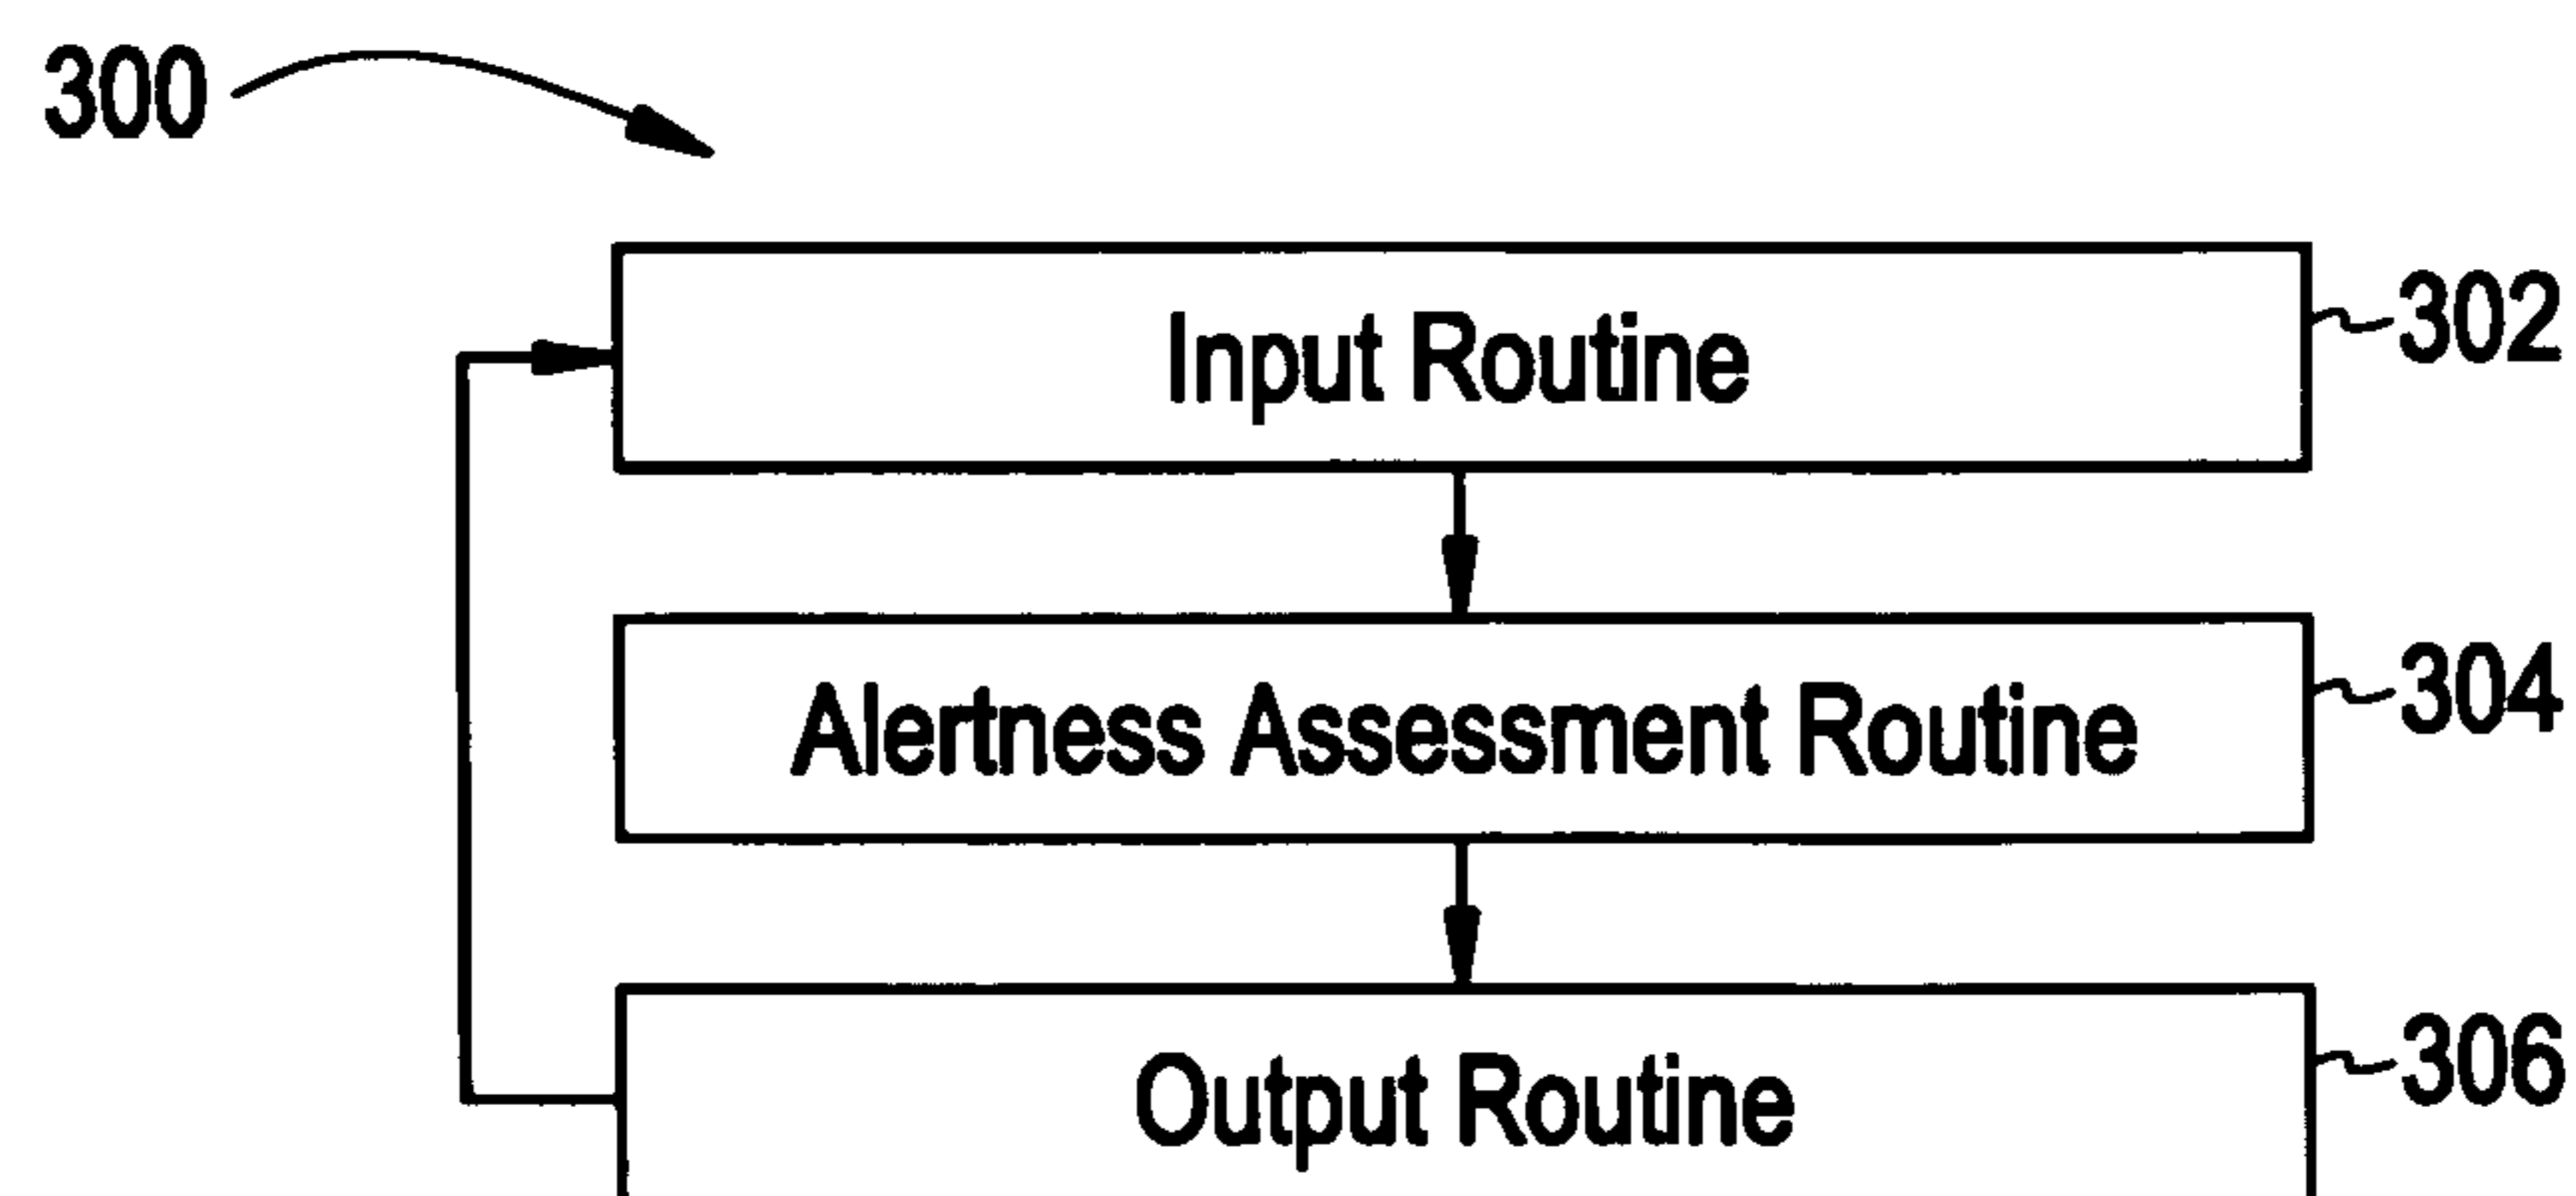 300
Input Routine
302
Alertness Assessment Routine
304
Output Routine
306